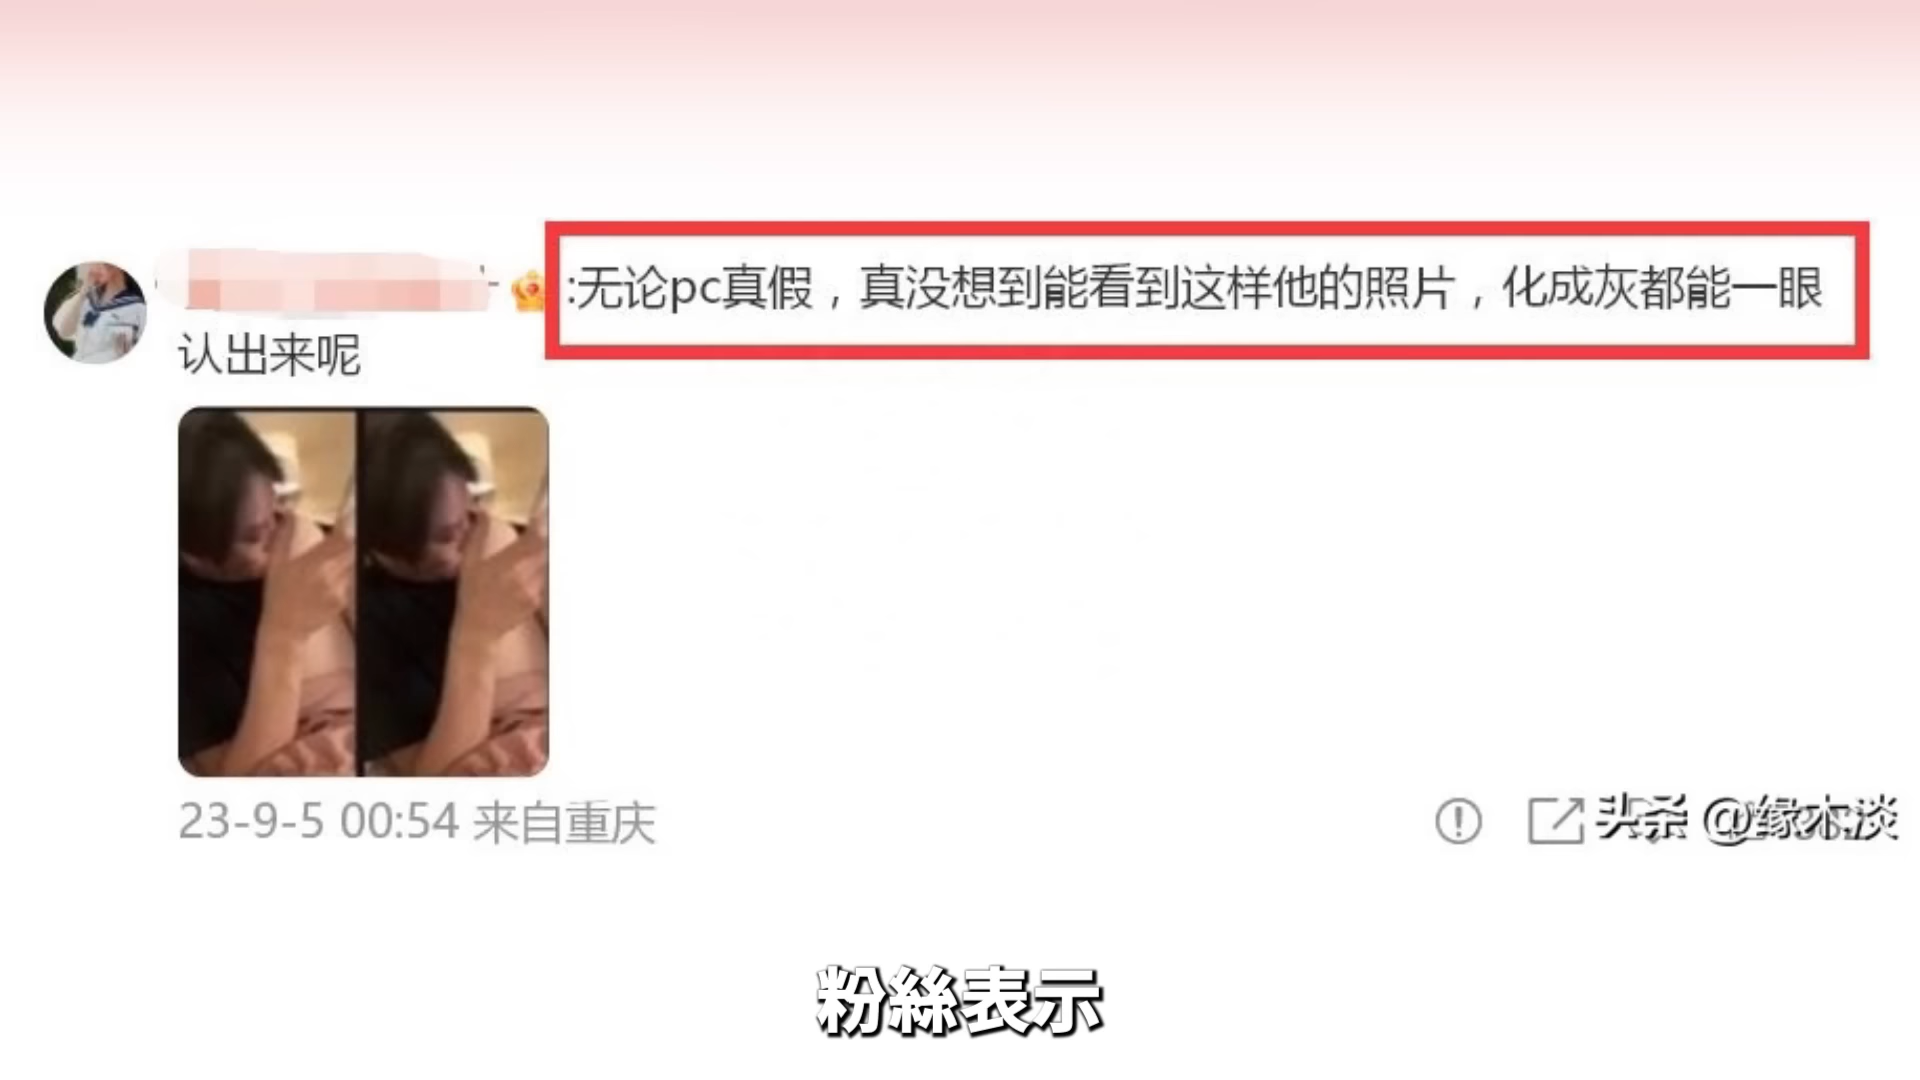 :无论pc真假，真没想到能看到这样他的照片，化成灰都能一眼
认出来呢
23-9-5 00:54 来自重庆
头条 @缘木淡
粉絲表示